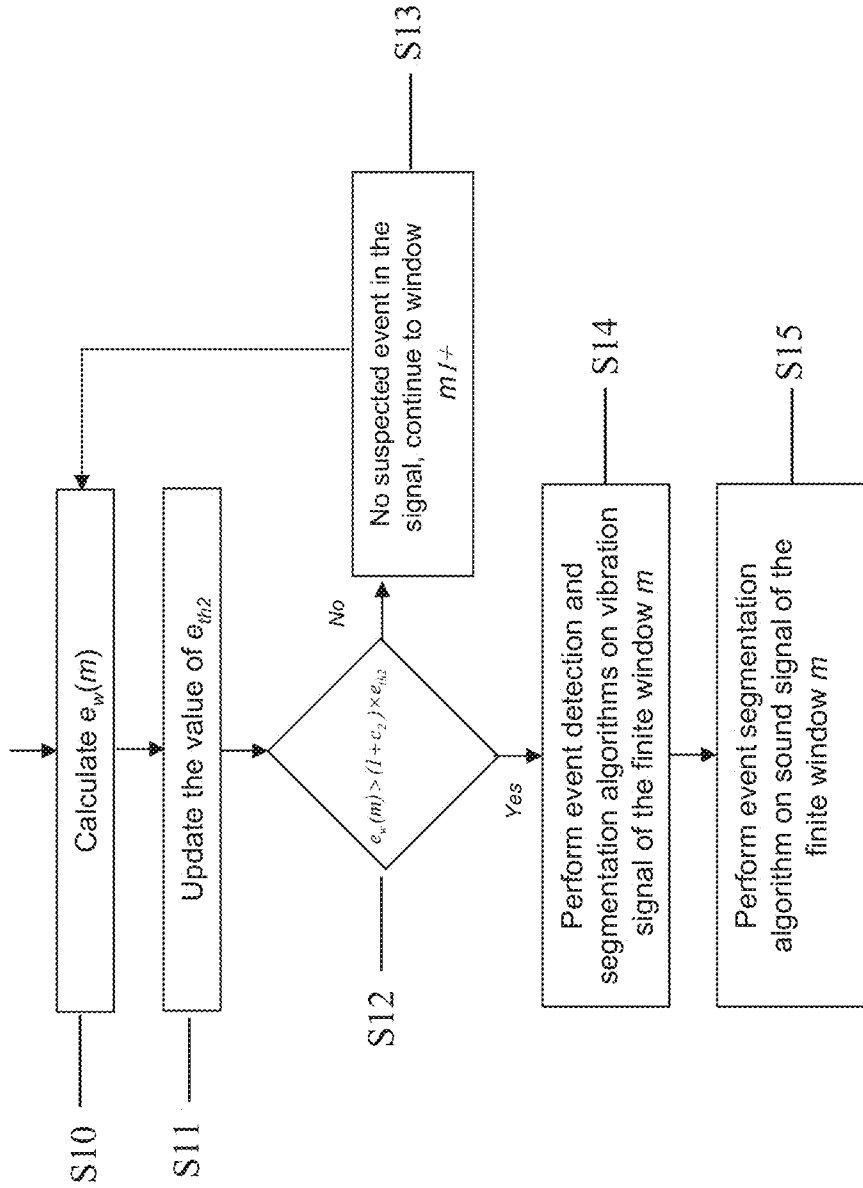 S10
Calculate e_w(m)
S11
Update the value of e_th2
S12
e_w(m) > (1+c_2) × e_th2
No
No suspected event in the
signal, continue to window
m/+
S13
Yes
Perform event detection and
segmentation algorithms on vibration
signal of the finite window m
S14
Perform event segmentation
algorithm on sound signal of the
finite window m
S15